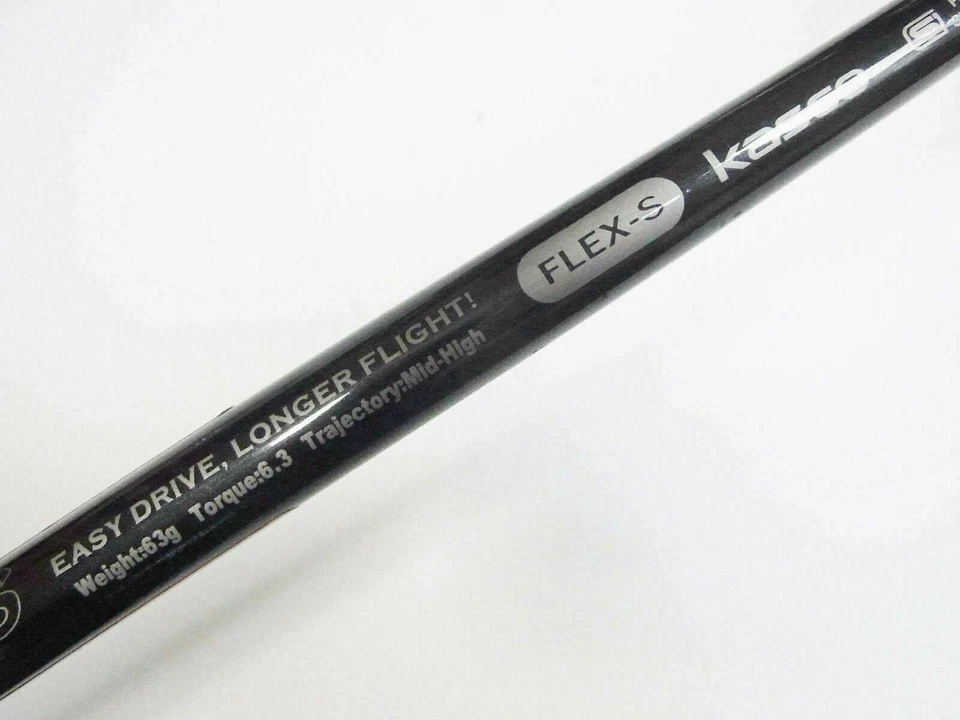 EASY DRIVE, LONGER FLIGHT!
Weight:63g Torque:6.3 Trajectory:Mid-High
FLEX-S
kasco
S